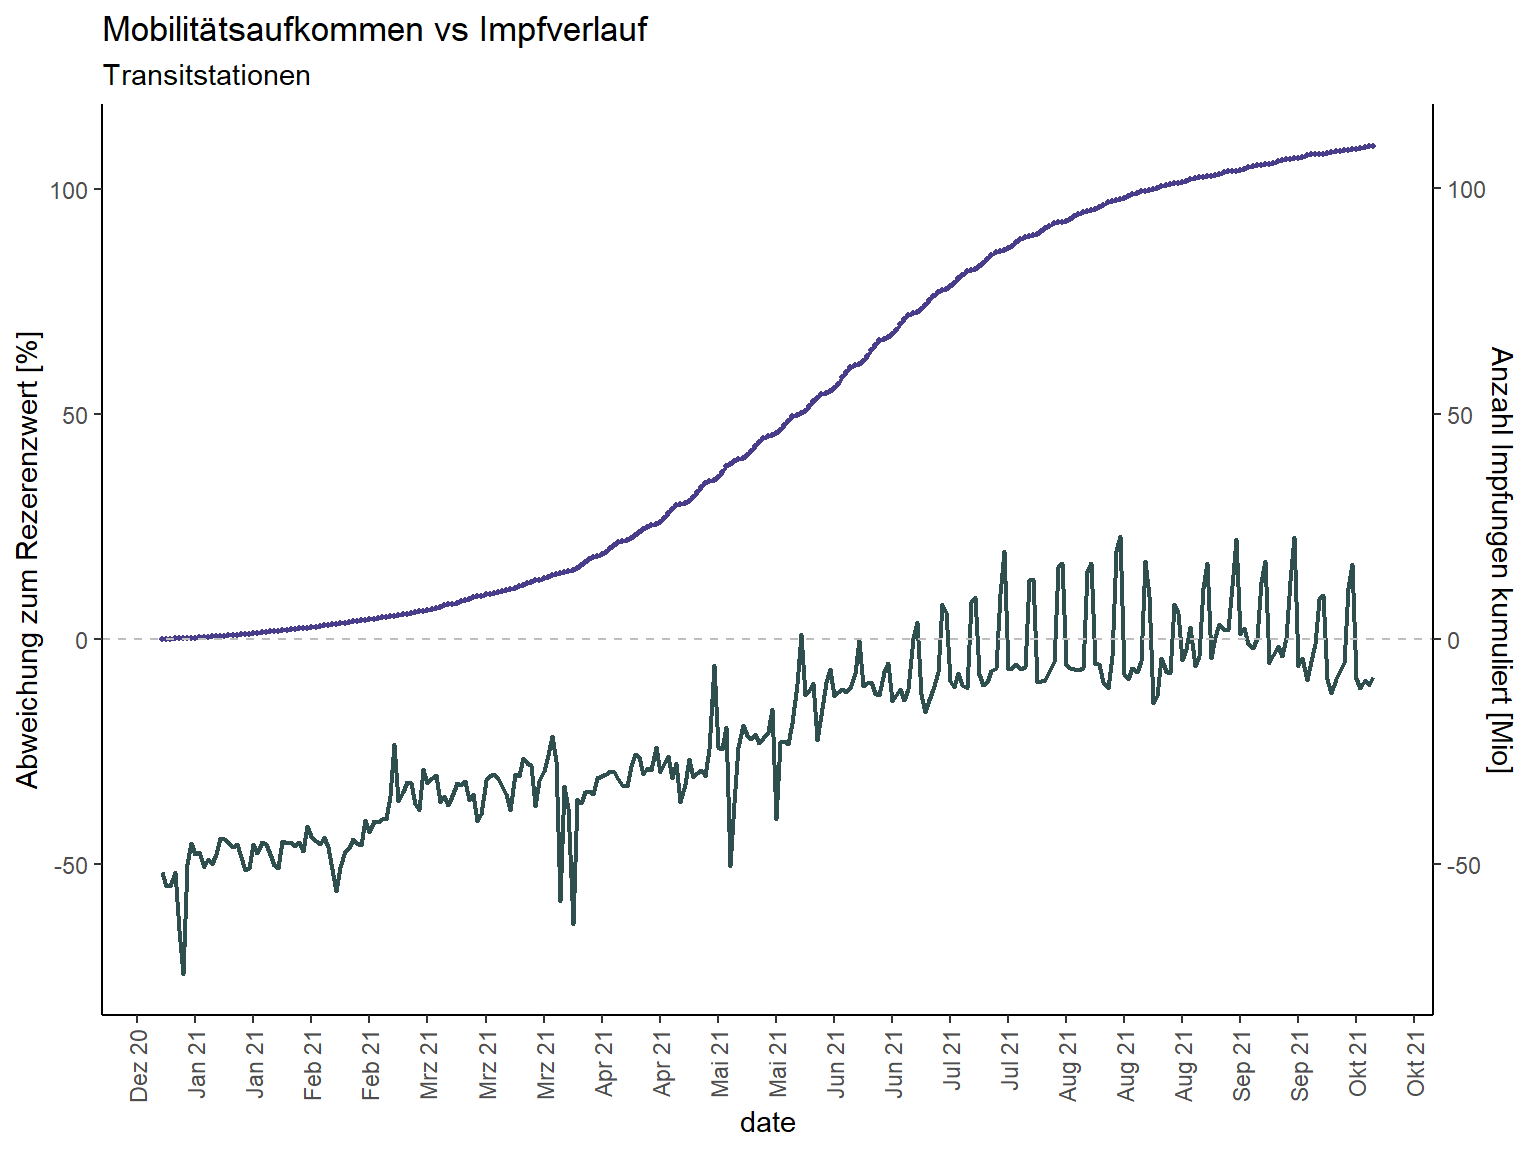 Mobilitätsaufkommen vs Impfverlauf
Transitstationen
Abweichung zum Rezerenzwert [%]
100
50
0
-50
100
50
0
-50
Anzahl Impfungen kumuliert [Mio]
Dez 20
Jan 21
Jan 21
Feb 21
Feb 21
Mrz 21
Mrz 21
Mrz 21
Apr 21
Apr 21
Mai 21
Mai 21
Jun 21
Jun 21
Jul 21
Jul 21
Aug 21
Aug 21
Aug 21
Sep 21
Sep 21
Okt 21
Okt 21
date